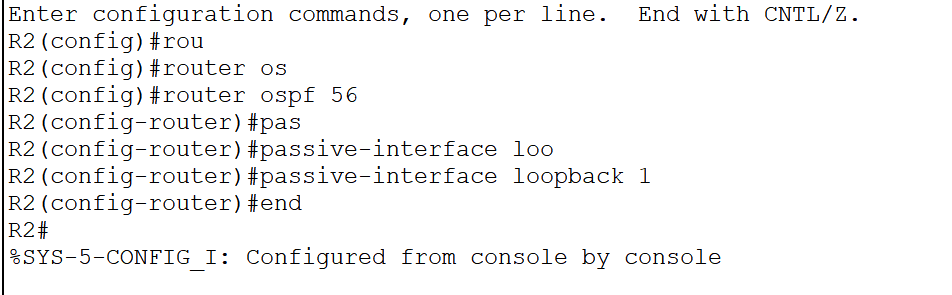 Enter configuration commands, one per line.  End with CNTL/Z.
R2(config)#rou
R2(config)#router os
R2(config)#router ospf 56
R2(config-router)#pas
R2(config-router)#passive-interface loo
R2(config-router)#passive-interface loopback 1
R2(config-router)#end
R2#
%SYS-5-CONFIG_I: Configured from console by console